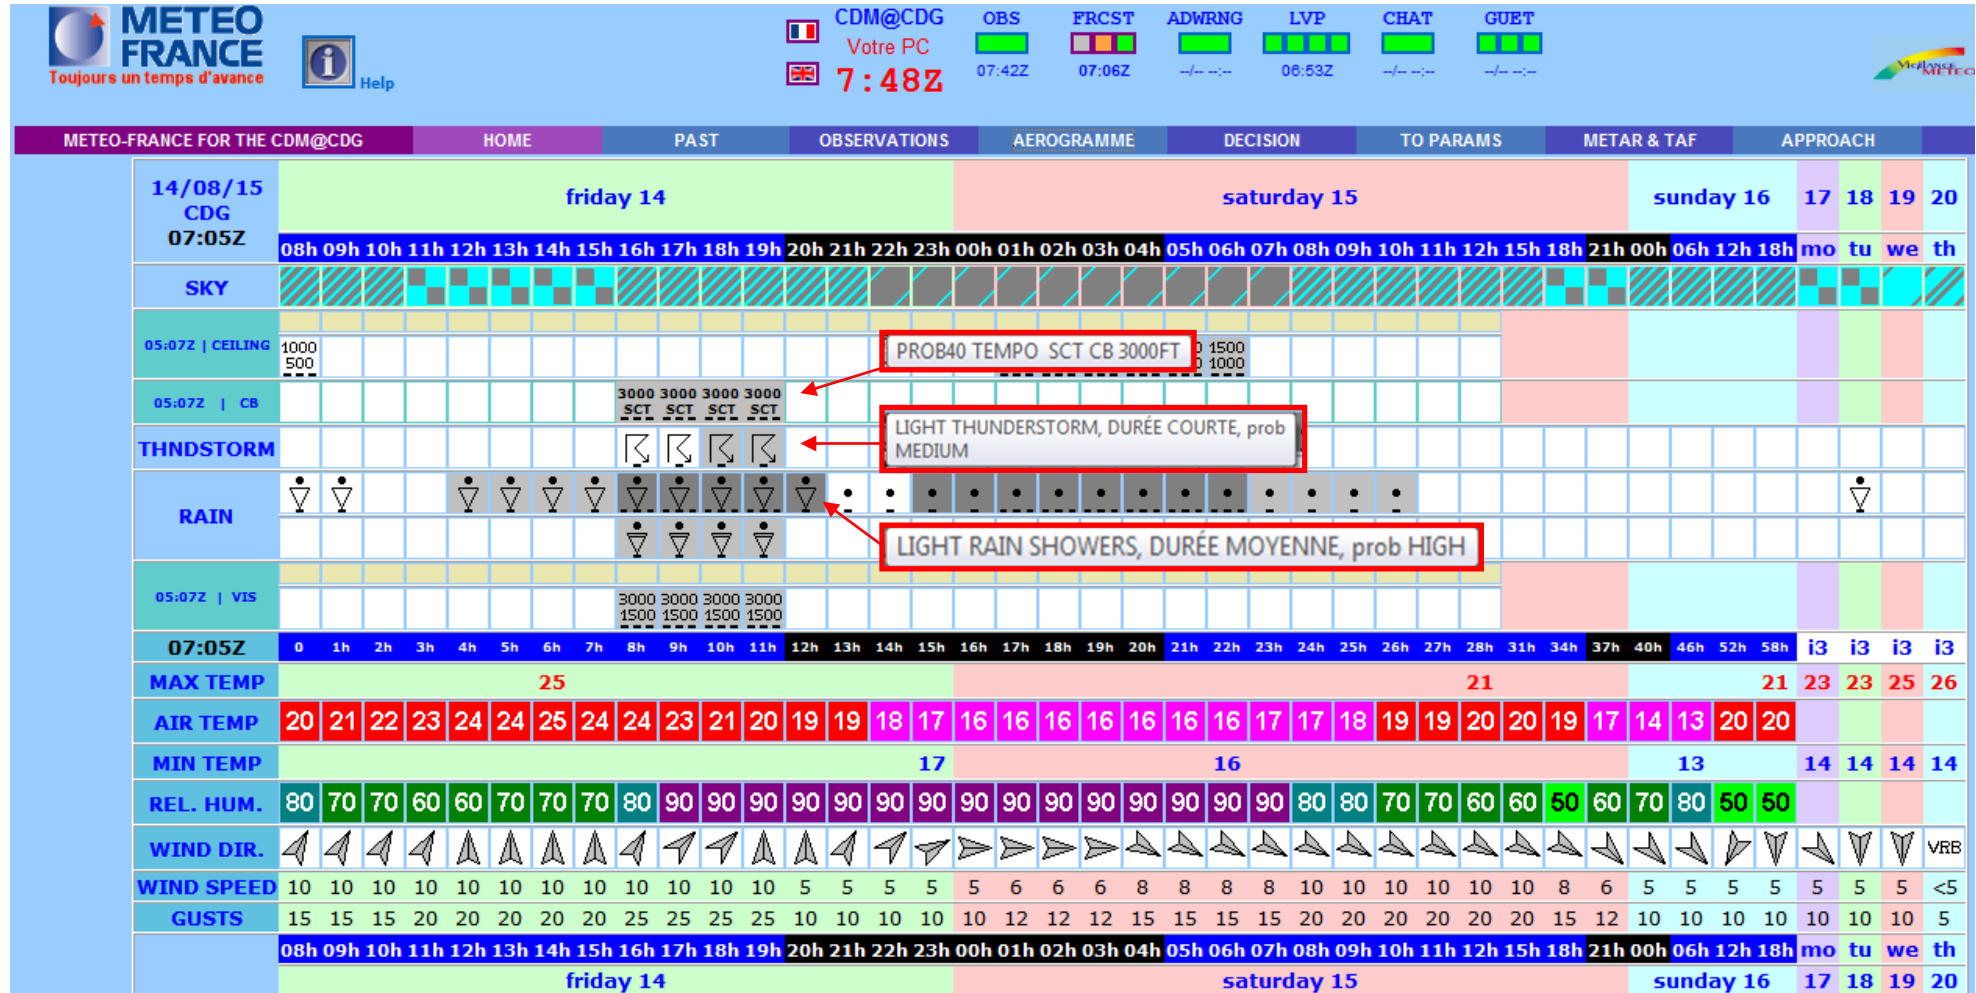 METEO
FRANCE
Toujours un temps d'avance
Help
CDM@CDG
Votre PC
7:48Z
OBS FRCST ADWRNG LVP CHAT GUET
07:42Z 07:06Z --/-- --:-- 06:53Z --/-- --:-- --/-- --:--
METEO-FRANCE FOR THE CDM@CDG HOME PAST OBSERVATIONS AEROGRAMME DECISION TO PARAMS METAR & TAF APPROACH
14/08/15
CDG
07:05Z
friday 14 saturday 15 sunday 16 17 18 19 20
08h 09h 10h 11h 12h 13h 14h 15h 16h 17h 18h 19h 20h 21h 22h 23h 00h 01h 02h 03h 04h 05h 06h 07h 08h 09h 10h 11h 12h 15h 18h 21h 00h 06h 12h 18h mo tu we th
SKY
05:07Z | CEILING 1000 1500
500 1000
PROB40 TEMPO SCT CB 3000FT
05:07Z | CB 3000 3000 3000 3000
SCT SCT SCT SCT
THNDSTORM
LIGHT THUNDERSTORM, DURÉE COURTE, prob
MEDIUM
RAIN
LIGHT RAIN SHOWERS, DURÉE MOYENNE, prob HIGH
05:07Z | VIS 3000 3000 3000 3000
1500 1500 1500 1500
07:05Z 0 1h 2h 3h 4h 5h 6h 7h 8h 9h 10h 11h 12h 13h 14h 15h 16h 17h 18h 19h 20h 21h 22h 23h 24h 25h 26h 27h 28h 31h 34h 37h 40h 46h 52h 58h i3 i3 i3 i3
MAX TEMP 25 21 21 23 23 25 26
AIR TEMP 20 21 22 23 24 24 25 24 24 23 21 20 19 19 18 17 16 16 16 16 16 16 16 17 17 18 19 19 20 20 19 17 14 13 20 20
MIN TEMP 17 16 13 14 14 14 14
REL. HUM. 80 70 70 60 60 70 70 70 80 90 90 90 90 90 90 90 90 90 90 90 90 90 90 90 80 80 70 70 60 60 50 60 70 80 50 50
WIND DIR. VRB
WIND SPEED 10 10 10 10 10 10 10 10 10 10 10 10 5 5 5 5 5 6 6 6 8 8 8 8 10 10 10 10 10 10 8 6 5 5 5 5 5 5 5 <5
GUSTS 15 15 15 20 20 20 20 20 25 25 25 25 10 10 10 10 10 12 12 12 15 15 15 15 20 20 20 20 20 20 15 12 10 10 10 10 10 10 10 5
08h 09h 10h 11h 12h 13h 14h 15h 16h 17h 18h 19h 20h 21h 22h 23h 00h 01h 02h 03h 04h 05h 06h 07h 08h 09h 10h 11h 12h 15h 18h 21h 00h 06h 12h 18h mo tu we th
friday 14 saturday 15 sunday 16 17 18 19 20